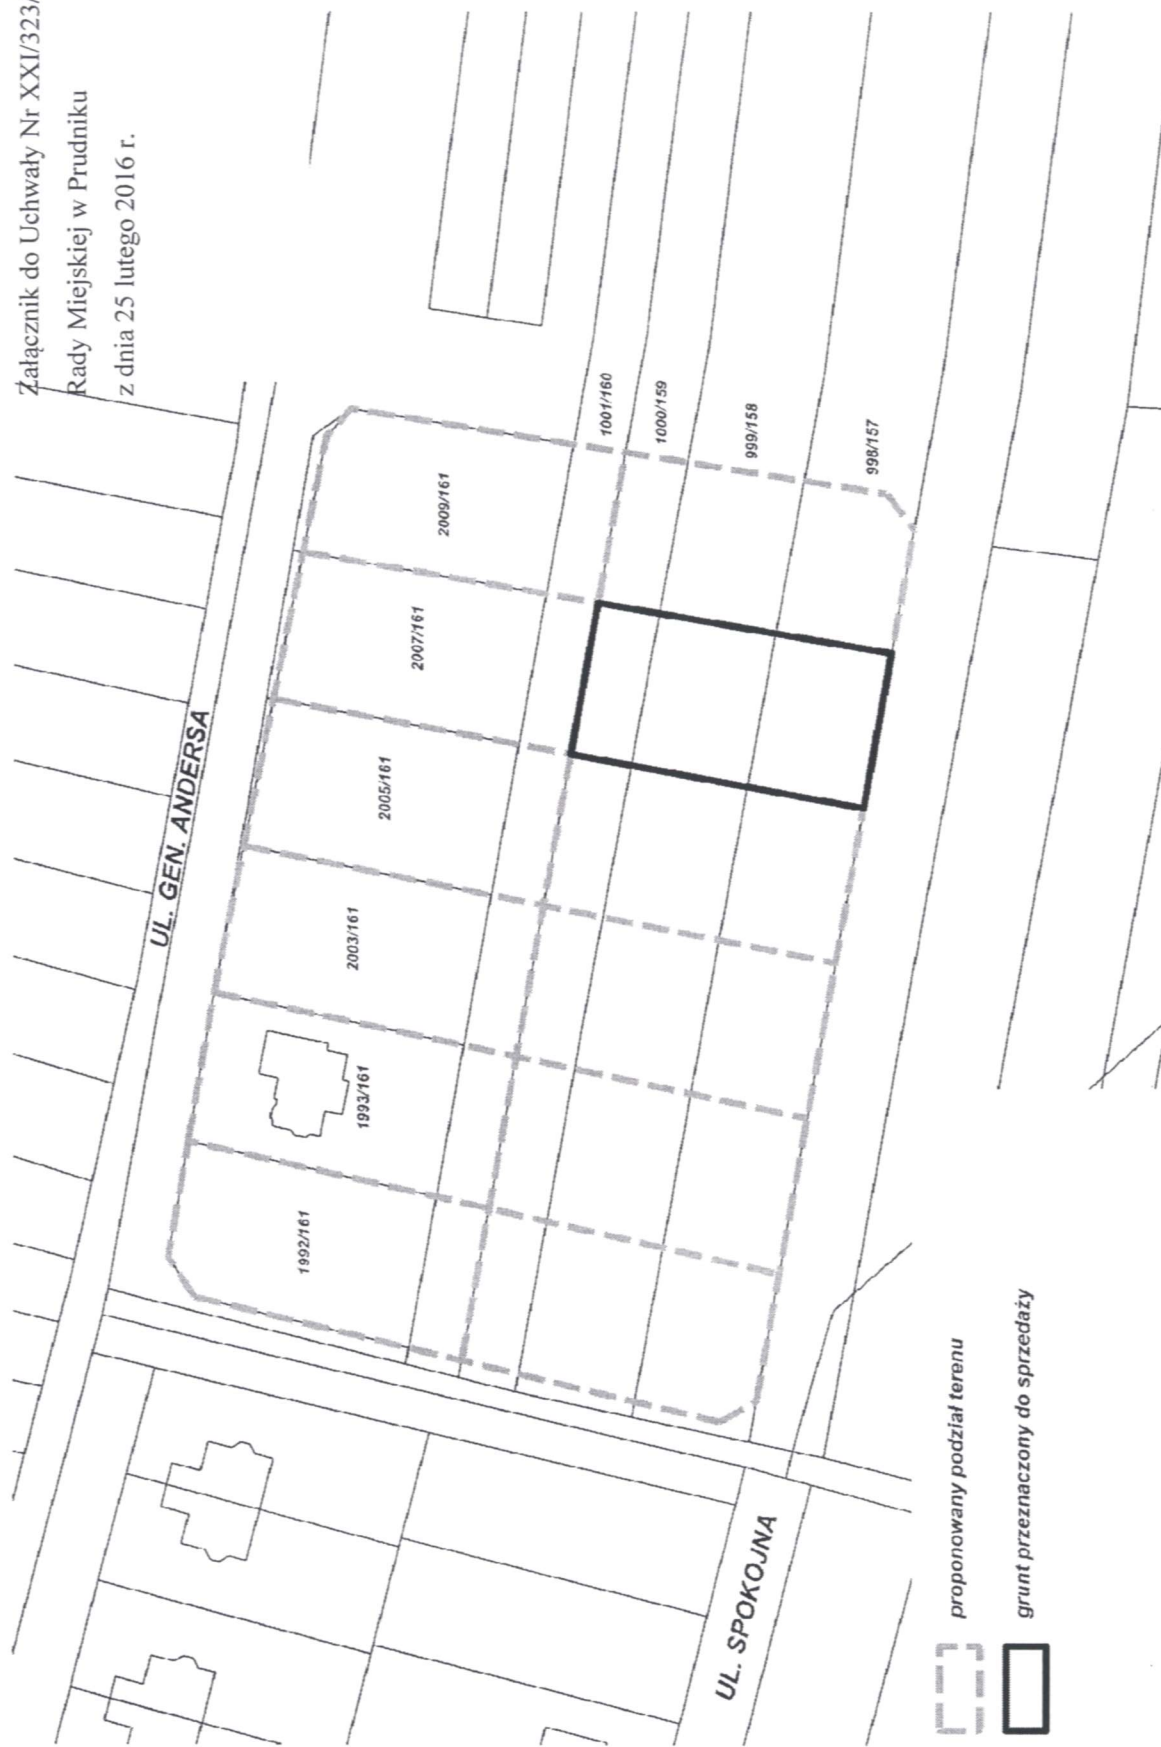 Załącznik do Uchwały Nr XXI/323/
Rady Miejskiej w Prudniku
z dnia 25 lutego 2016 r.
UL. GEN. ANDERSA
1992/161
1993/161
2003/161
2005/161
2007/161
2009/161
1001/160
1000/159
999/158
998/157
UL. SPOKOJNA
proponowany podział terenu
grunt przeznaczony do sprzedaży